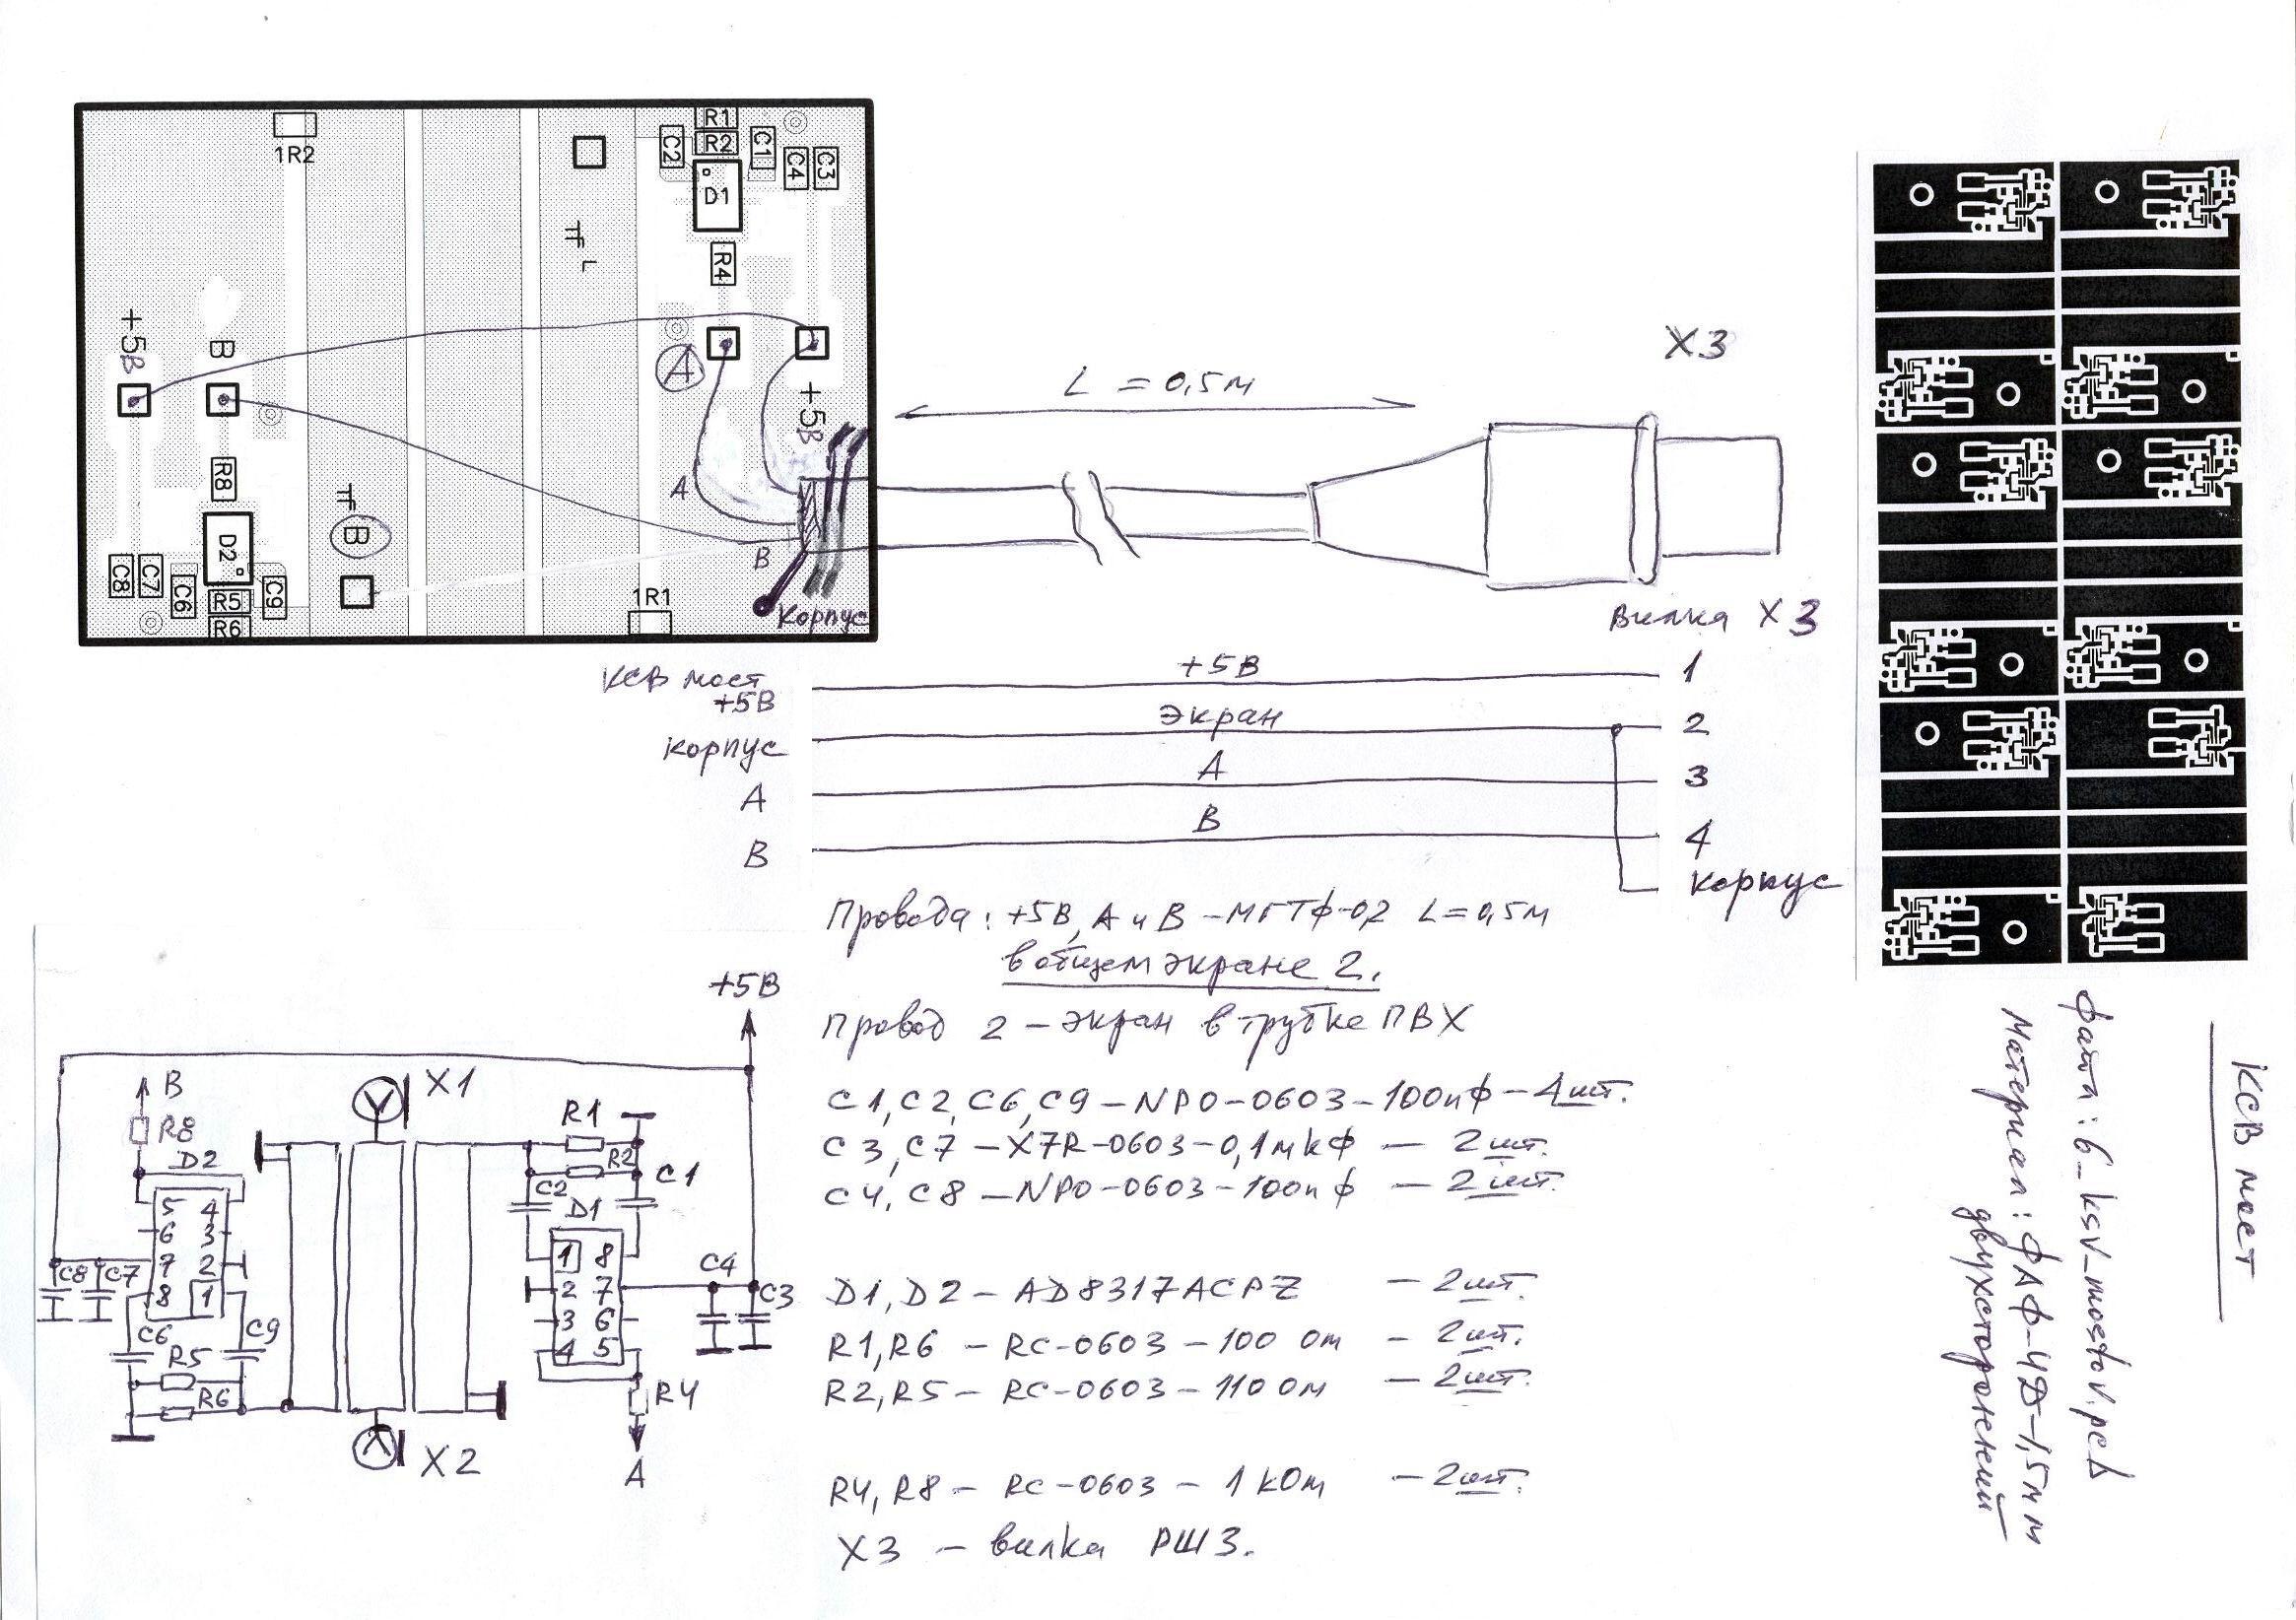 R1
R2
C2
C1
C4
C3
D1
R4
1R2
TF L
+5В
B
A
+5В
R8
TF B
D2
C8
C7
C6
R5
R6
C9
1R1
A
B
Корпус
L = 0,5м
X3
Вилка X3
КСВ мост
+5В +5В 1
корпус экран 2
A A 3
B B 4
корпус
Провода: +5В, А и В – МГТФ-0,2 L=0,5м
в общем экране 2.
Провод 2 – экран в трубке ПВХ
C1, C2, C6, C9 – NPO-0603-100пф – 4шт.
C3, C7 – X7R-0603-0,1мкф – 2шт.
C4, C8 – NPO-0603-100пф – 2шт.
D1, D2 – AD8317ACPZ – 2шт.
R1, R6 – RC-0603 – 100 Ом – 2шт.
R2, R5 – RC-0603 – 110 Ом – 2шт.
R4, R8 – RC-0603 – 1 кОм – 2шт.
X3 – вилка РШ3.
+5В
B
R8
D2
5 4
6 3
7 2
8 1
C8
C7
C6
C9
R5
R6
X1
X2
R1
R2
C2
C1
D1
1 8
2 7
3 6
4 5
C4
C3
R4
A
КСВ мост
файл: 6_ksv_mostov.pcb
Материал: ФАФ-4Д-1,5мм
двухсторонний